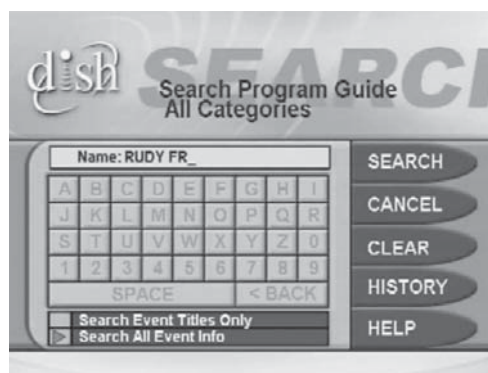 SEARCH
dish
Search Program Guide
All Categories
Name: RUDY FR_
A B C D E F G H I
J K L M N O P Q R
S T U V W X Y Z 0
1 2 3 4 5 6 7 8 9
SPACE < BACK
Search Event Titles Only
Search All Event Info
SEARCH
CANCEL
CLEAR
HISTORY
HELP